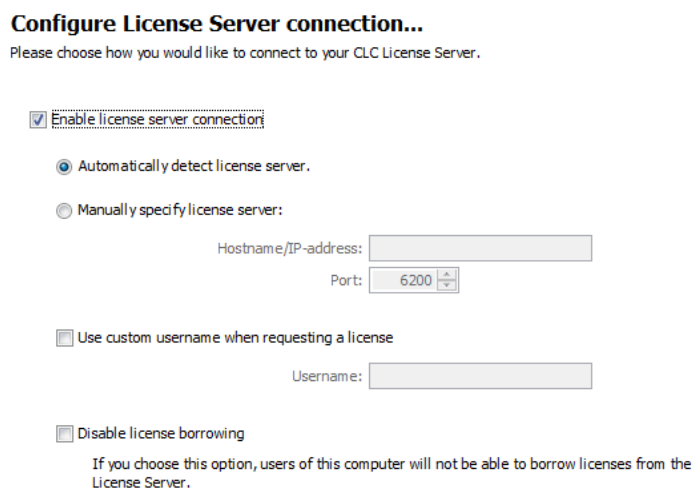 Configure License Server connection...
Please choose how you would like to connect to your CLC License Server.
Enable license server connection
Automatically detect license server.
Manually specify license server:
Hostname/IP-address:
Port: 6200
Use custom username when requesting a license
Username:
Disable license borrowing
If you choose this option, users of this computer will not be able to borrow licenses from the
License Server.